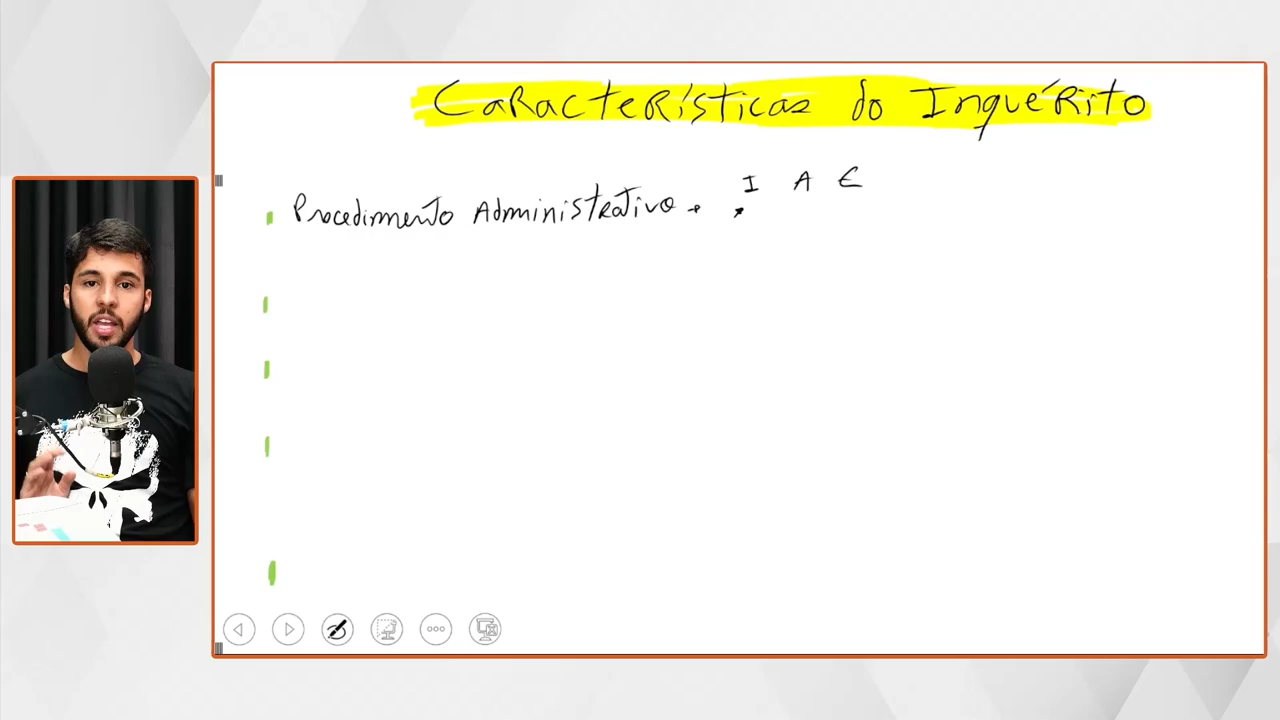 Características do Inquérito
I A E
Procedimento Administrativo